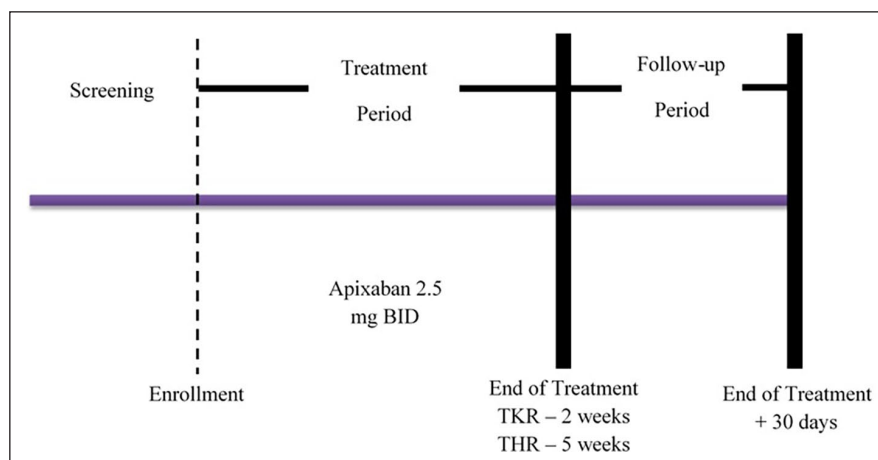 Screening
Treatment
Period
Follow-up
Period
Apixaban 2.5
mg BID
Enrollment
End of Treatment
TKR – 2 weeks
THR – 5 weeks
End of Treatment
+ 30 days